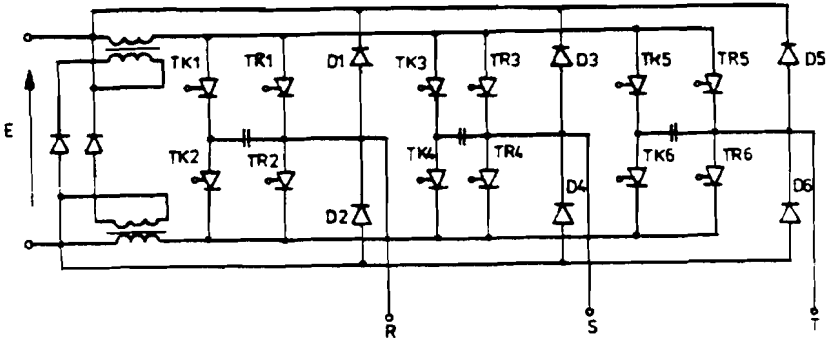 TK1 TR1 D1 TK3 TR3 D3 TK5 TR5 D5
E
TK2 TR2 D2 TK4 TR4 D4 TK6 TR6 D6
R S T